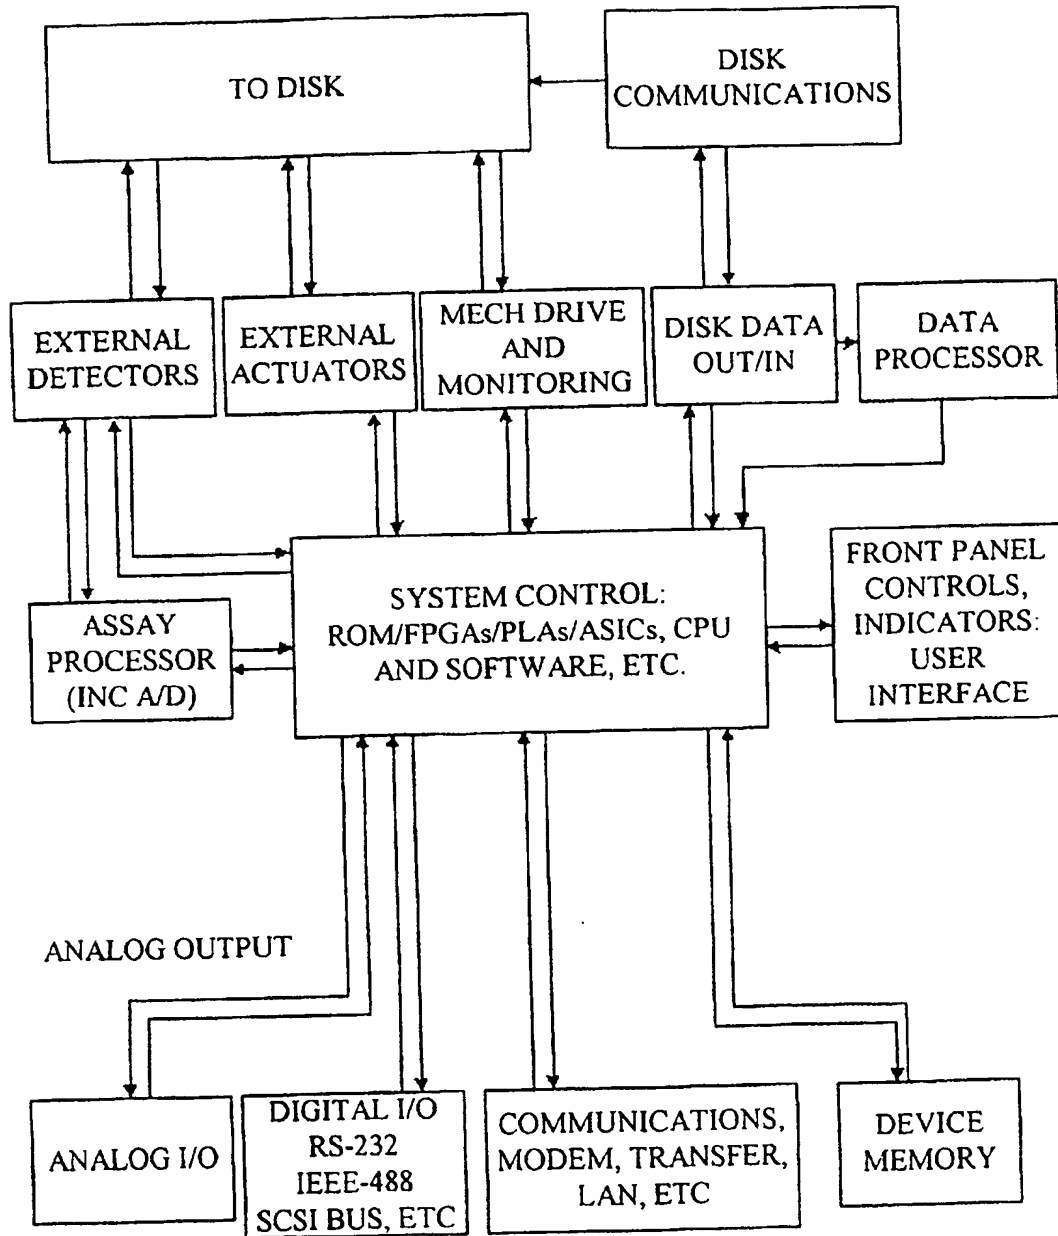 TO DISK
DISK
COMMUNICATIONS
EXTERNAL
DETECTORS
EXTERNAL
ACTUATORS
MECH DRIVE
AND
MONITORING
DISK DATA
OUT/IN
DATA
PROCESSOR
ASSAY
PROCESSOR
(INC A/D)
SYSTEM CONTROL:
ROM/FPGAs/PLAs/ASICs, CPU
AND SOFTWARE, ETC.
FRONT PANEL
CONTROLS,
INDICATORS:
USER
INTERFACE
ANALOG OUTPUT
ANALOG I/O
DIGITAL I/O
RS-232
IEEE-488
SCSI BUS, ETC
COMMUNICATIONS,
MODEM, TRANSFER,
LAN, ETC
DEVICE
MEMORY